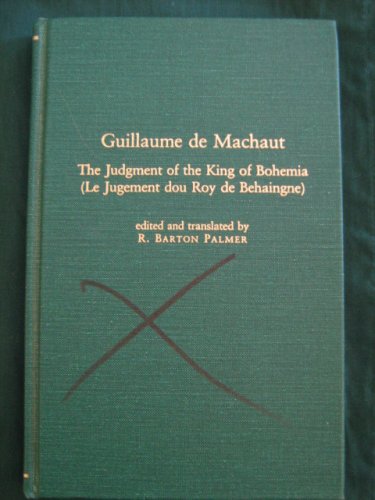 Guillaume de Machaut
The Judgment of the King of Bohemia
(Le Jugement dou Roy de Behaingne)
edited and translated by
R. BARTON PALMER